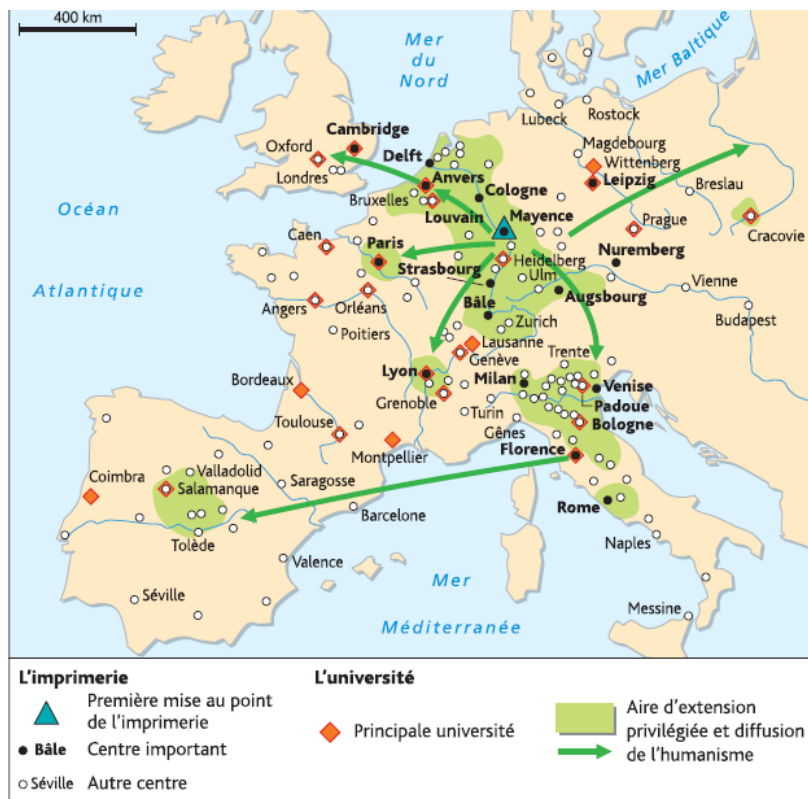 400 km
Mer
du
Nord
Mer Baltique
Lubeck
Rostock
Magdebourg
Wittenberg
Leipzig
Breslau
Oxford
Cambridge
Londres
Delft
Anvers
Bruxelles
Louvain
Cologne
Mayence
Prague
Cracovie
Océan
Atlantique
Caen
Paris
Heidelberg
Nuremberg
Strasbourg
Ulm
Augsbourg
Vienne
Budapest
Angers
Orléans
Bâle
Poitiers
Zurich
Lausanne
Genève
Trente
Lyon
Milan
Venise
Bordeaux
Grenoble
Padoue
Turin
Bologne
Toulouse
Gênes
Montpellier
Florence
Coimbra
Valladolid
Salamanque
Saragosse
Rome
Barcelone
Tolède
Naples
Valence
Mer
Méditerranée
Séville
Messine
L'imprimerie
Première mise au point
de l'imprimerie
Bâle Centre important
Séville Autre centre
L'université
Principale université
Aire d'extension
privilégiée et diffusion
de l'humanisme